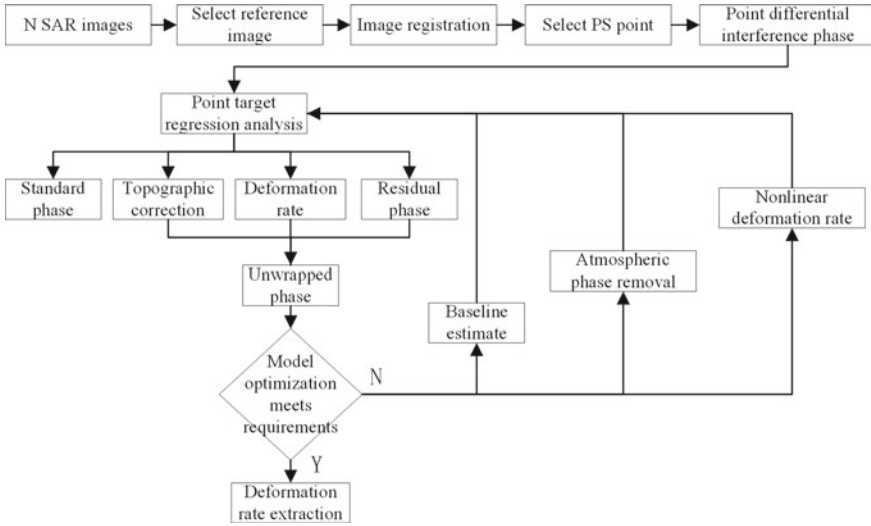 N SAR images
Select reference
image
Image registration
Select PS point
Point differential
interference phase
Point target
regression analysis
Standard
phase
Topographic
correction
Deformation
rate
Residual
phase
Nonlinear
deformation rate
Atmospheric
phase removal
Unwrapped
phase
Baseline
estimate
Model
optimization
meets
requirements
N
Y
Deformation
rate extraction